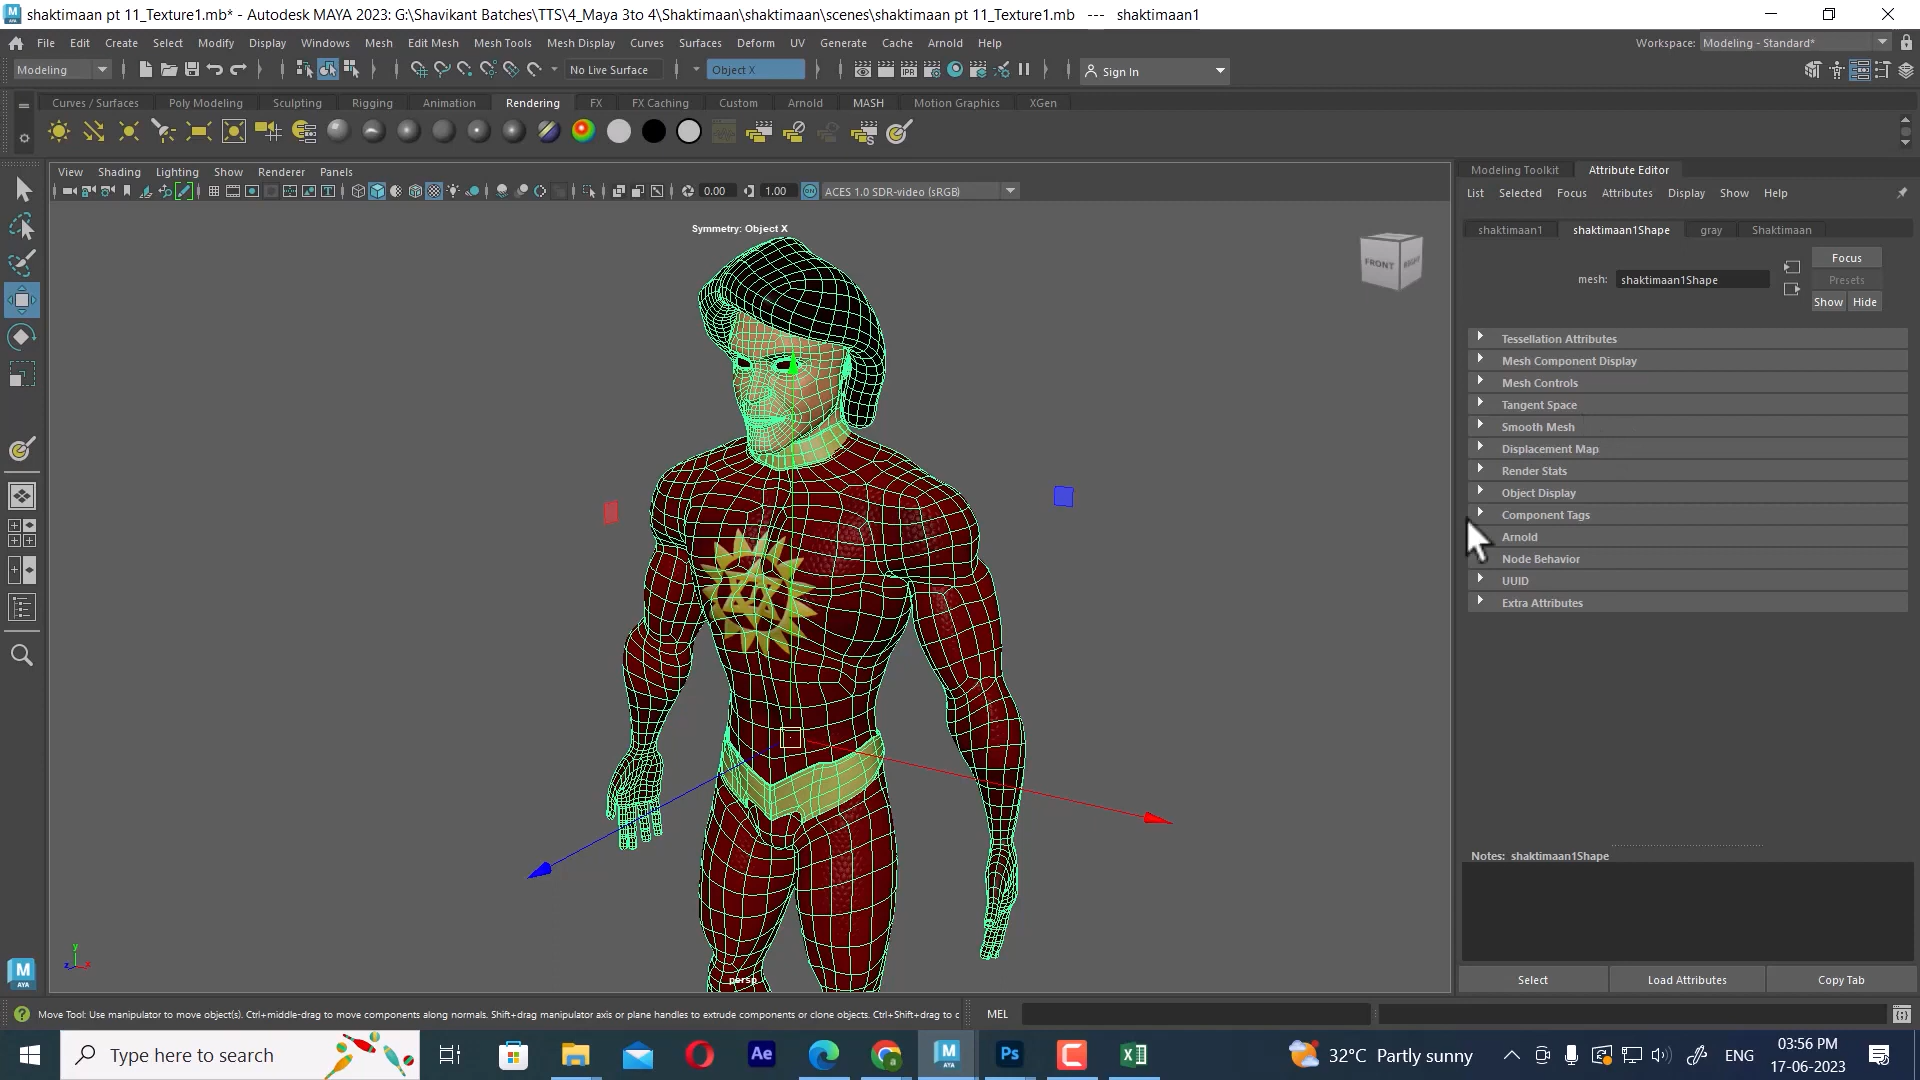 shaktimaan pt 11_Texture1.mb* - Autodesk MAYA 2023: G:\Shavikant Batches\TTS\4_Maya 3to 4\Shaktimaan\shaktimaan\scenes\shaktimaan pt 11_Texture1.mb --- shaktimaan1
File Edit Create Select Modify Display Windows Mesh Edit Mesh Mesh Tools Mesh Display Curves Surfaces Deform UV Generate Cache Arnold Help
Workspace: Modeling - Standard*
Modeling No Live Surface Object X IPR Sign In
Curves / Surfaces Poly Modeling Sculpting Rigging Animation Rendering FX FX Caching Custom Arnold MASH Motion Graphics XGen
View Shading Lighting Show Renderer Panels
0.00 1.00 ACES 1.0 SDR-video (sRGB)
Symmetry: Object X
FRONT RIGHT
persp
y
z x
Modeling Toolkit Attribute Editor
List Selected Focus Attributes Display Show Help
shaktimaan1 shaktimaan1Shape gray Shaktimaan
Focus
mesh: shaktimaan1Shape Presets
Show Hide
Tessellation Attributes
Mesh Component Display
Mesh Controls
Tangent Space
Smooth Mesh
Displacement Map
Render Stats
Object Display
Component Tags
Arnold
Node Behavior
UUID
Extra Attributes
Notes: shaktimaan1Shape
Select Load Attributes Copy Tab
M
AYA
Move Tool: Use manipulator to move object(s). Ctrl+middle-drag to move components along normals. Shift+drag manipulator axis or plane handles to extrude components or clone objects. Ctrl+Shift+drag to c
MEL
Type here to search
Ae
Ps
32°C Partly sunny
ENG
03:56 PM
17-06-2023